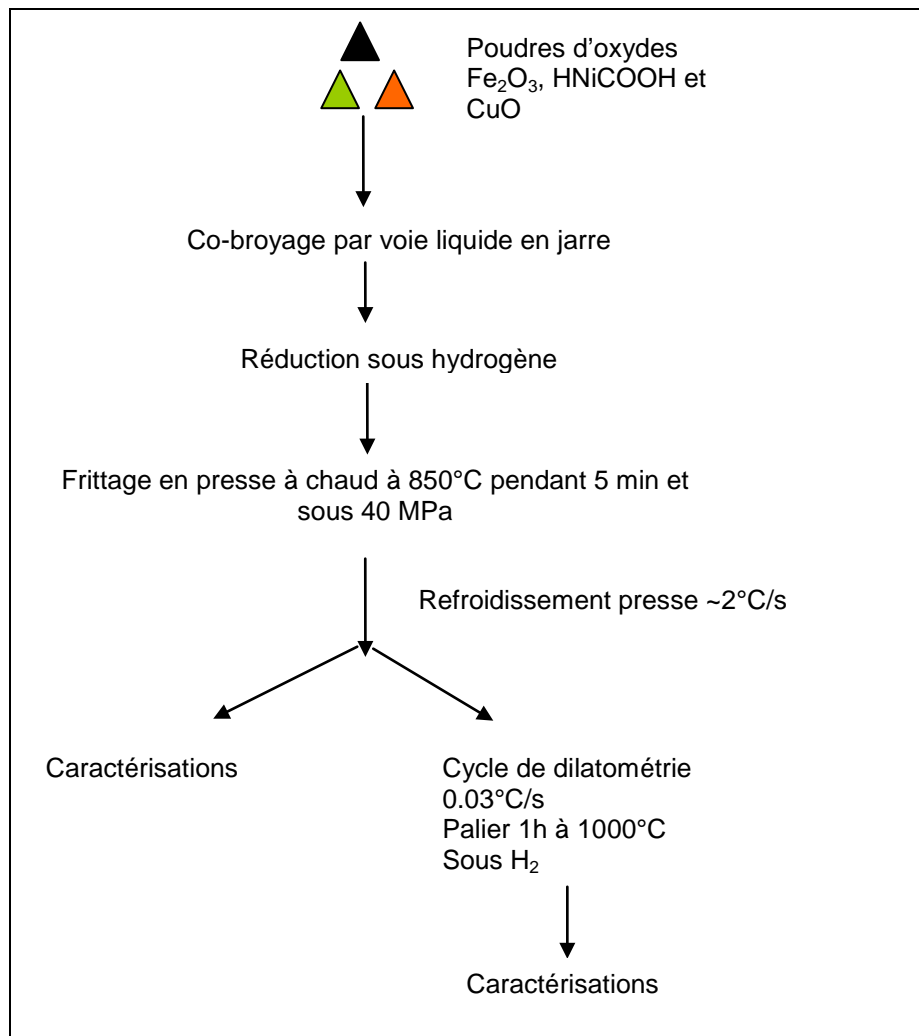 Poudres d'oxydes
Fe₂O₃, HNiCOOH et
CuO
Co-broyage par voie liquide en jarre
Réduction sous hydrogène
Frittage en presse à chaud à 850°C pendant 5 min et
sous 40 MPa
Refroidissement presse ~2°C/s
Caractérisations
Cycle de dilatométrie
0.03°C/s
Palier 1h à 1000°C
Sous H₂
Caractérisations